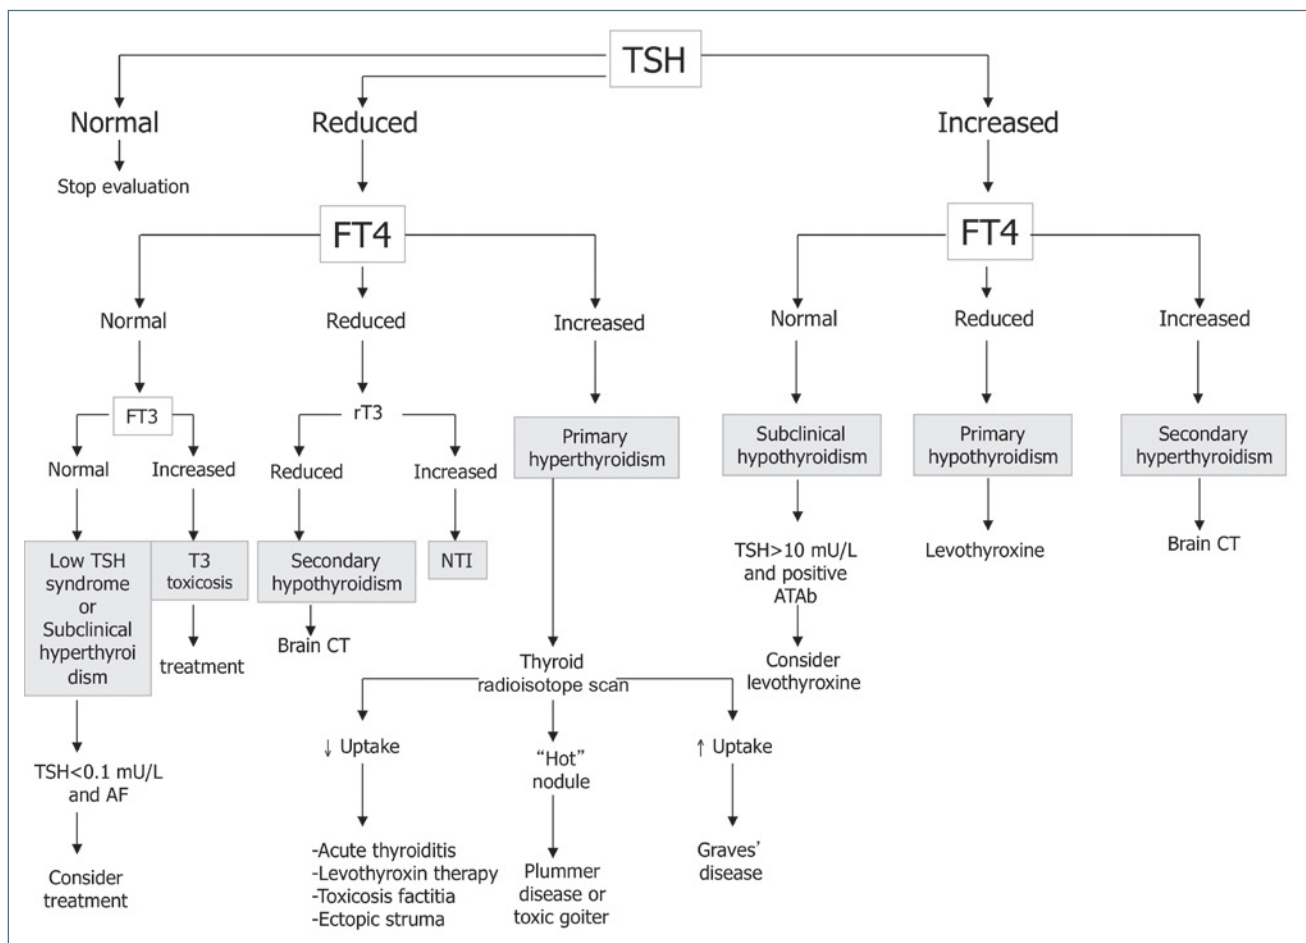 TSH
Normal
Reduced
Increased
Stop evaluation
FT4
FT4
Normal
Reduced
Increased
Normal
Reduced
Increased
FT3
rT3
Normal
Increased
Reduced
Increased
Primary
hyperthyroidism
Subclinical
hypothyroidism
Primary
hypothyroidism
Secondary
hyperthyroidism
Low TSH
syndrome
or
Subclinical
hyperthyroi
dism
T3
toxicosis
Secondary
hypothyroidism
NTI
TSH>10 mU/L
and positive
ATAb
Levothyroxine
Brain CT
treatment
Brain CT
Thyroid
radioisotope scan
Consider
levothyroxine
↓ Uptake
"Hot"
nodule
↑ Uptake
TSH<0.1 mU/L
and AF
-Acute thyroiditis
-Levothyroxin therapy
-Toxicosis factitia
-Ectopic struma
Plummer
disease or
toxic goiter
Graves'
disease
Consider
treatment